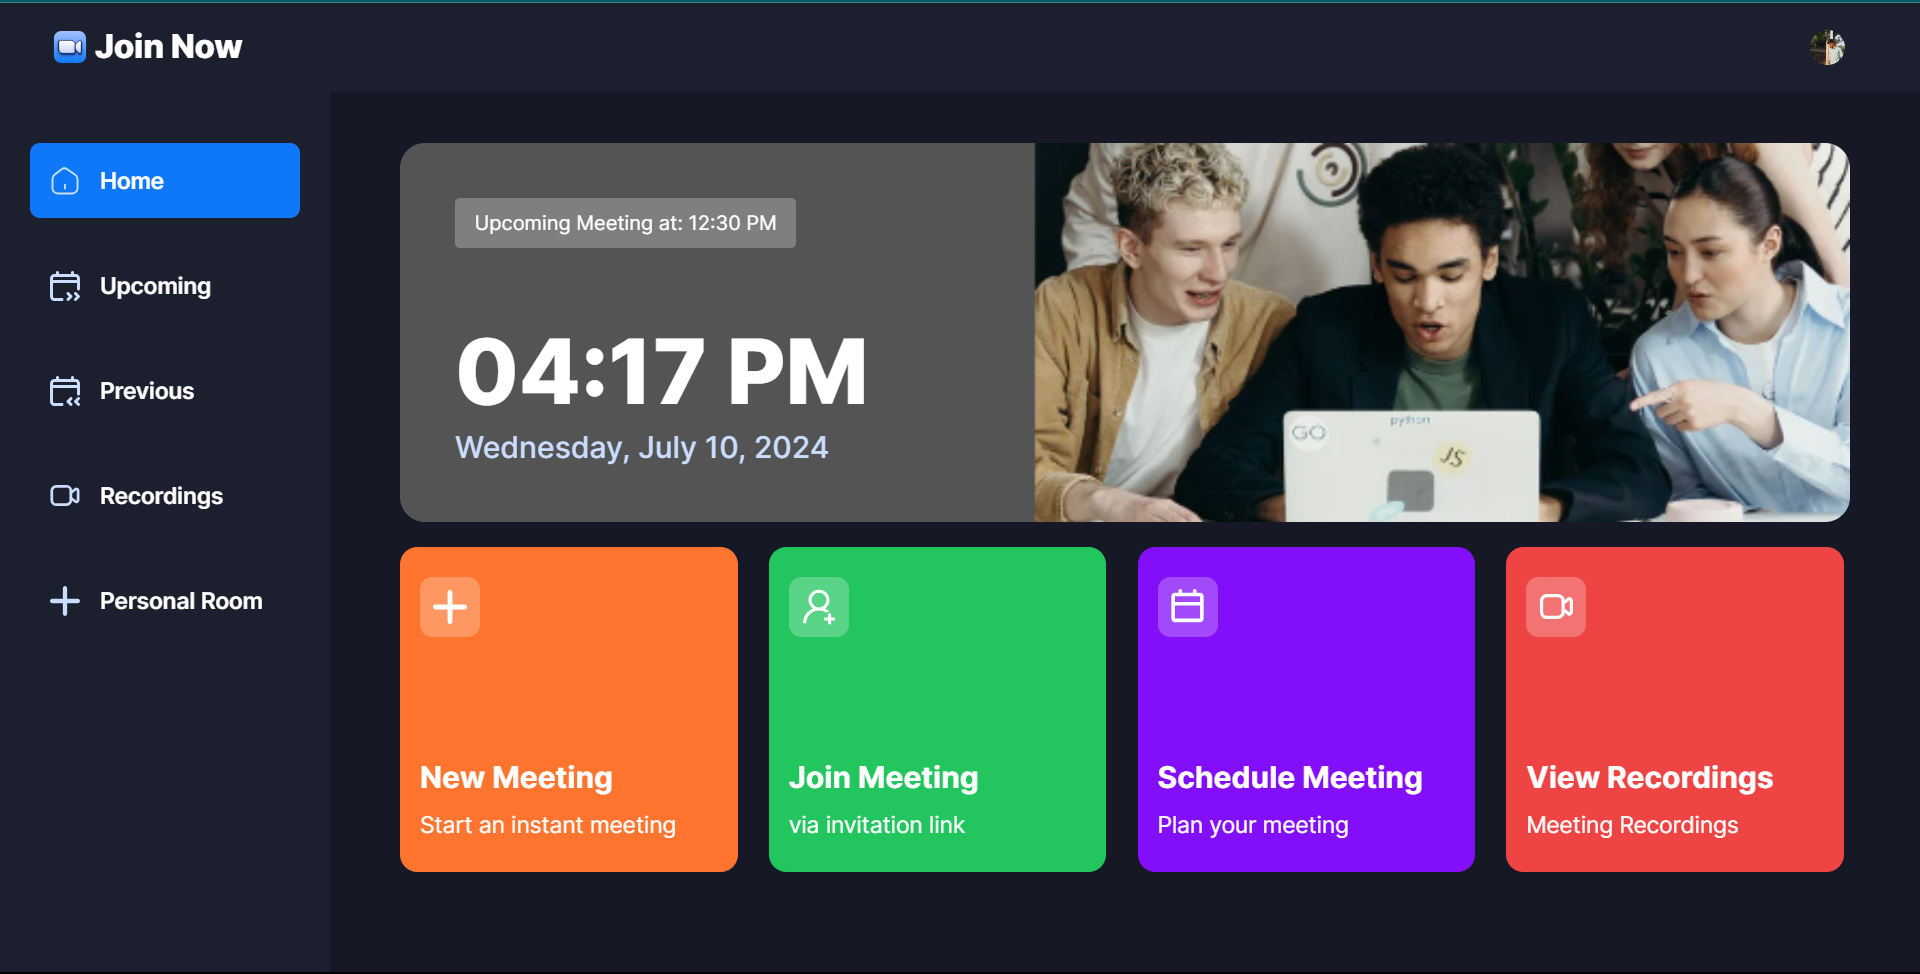 Join Now
Home
Upcoming
Previous
Recordings
Personal Room
Upcoming Meeting at: 12:30 PM
04:17 PM
Wednesday, July 10, 2024
python
GO
JS
New Meeting
Start an instant meeting
Join Meeting
via invitation link
Schedule Meeting
Plan your meeting
View Recordings
Meeting Recordings